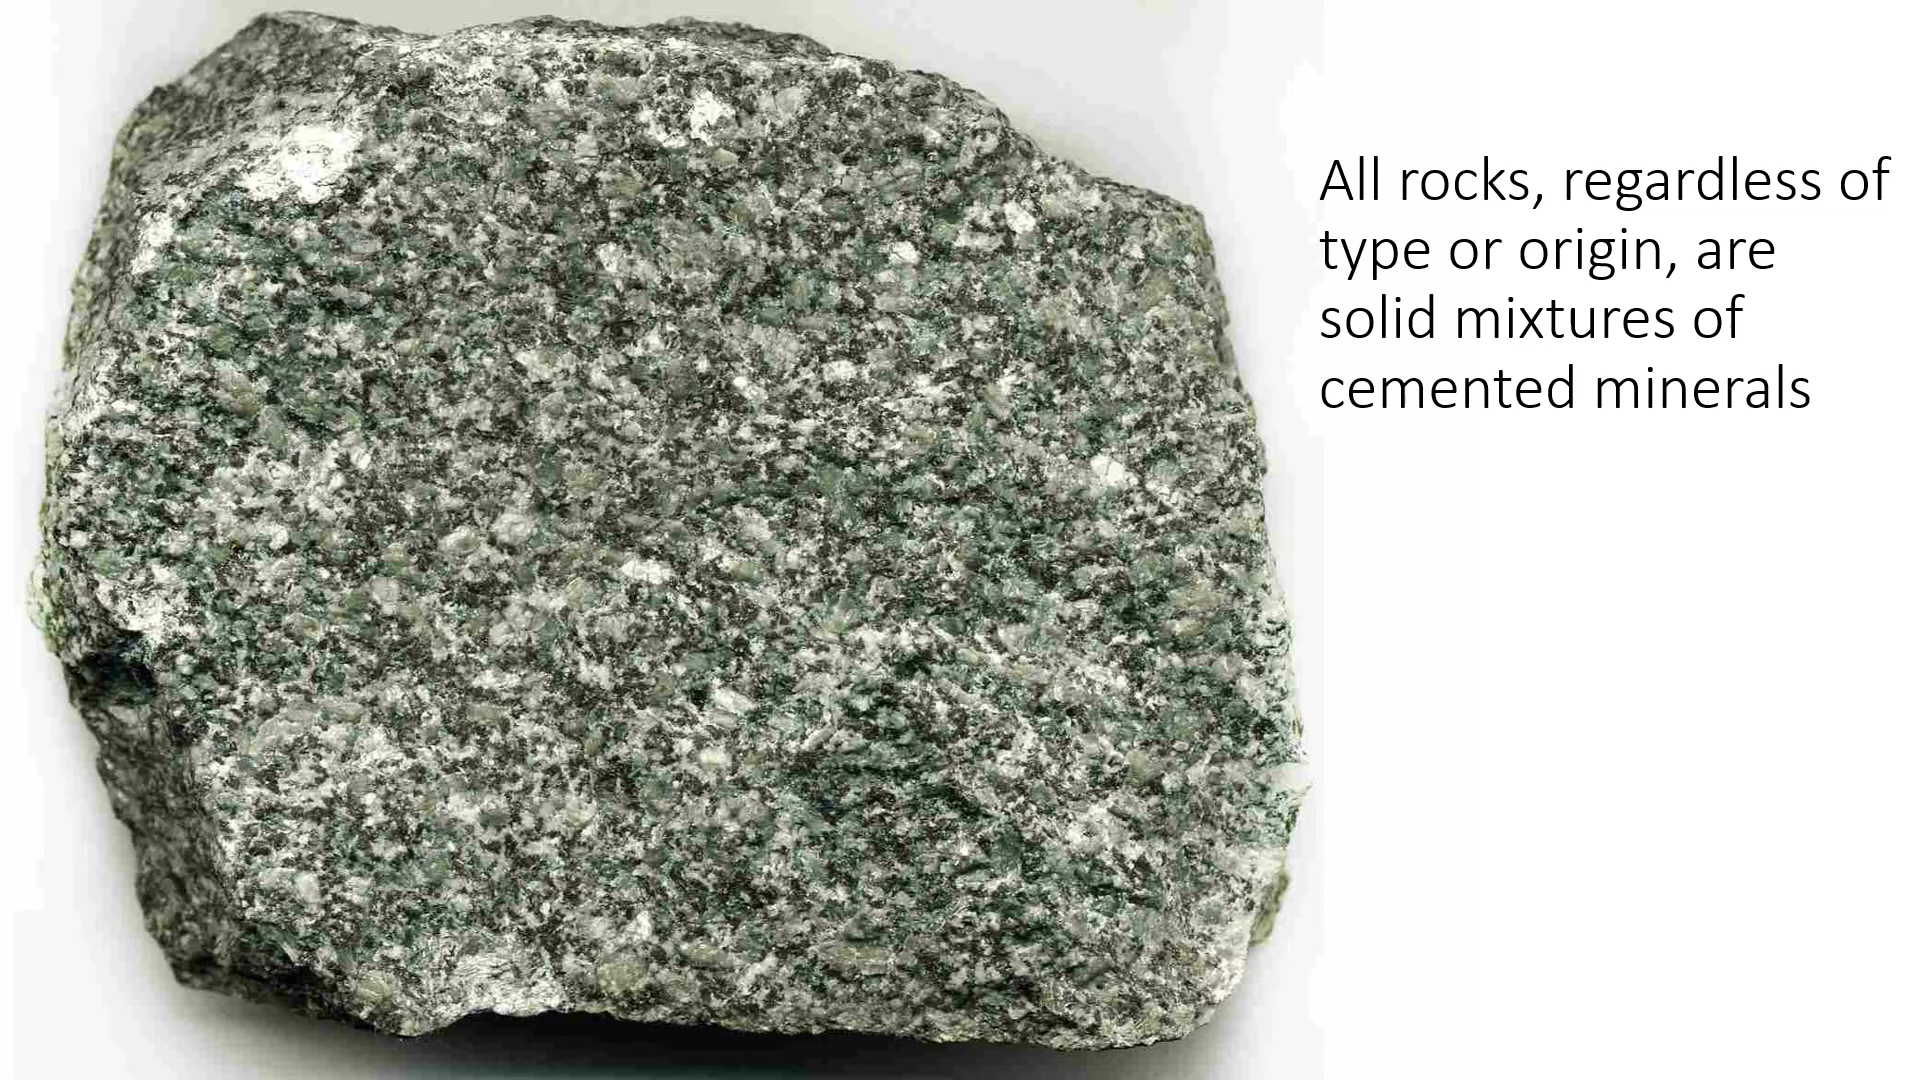 All rocks, regardless of
type or origin, are
solid mixtures of
cemented minerals